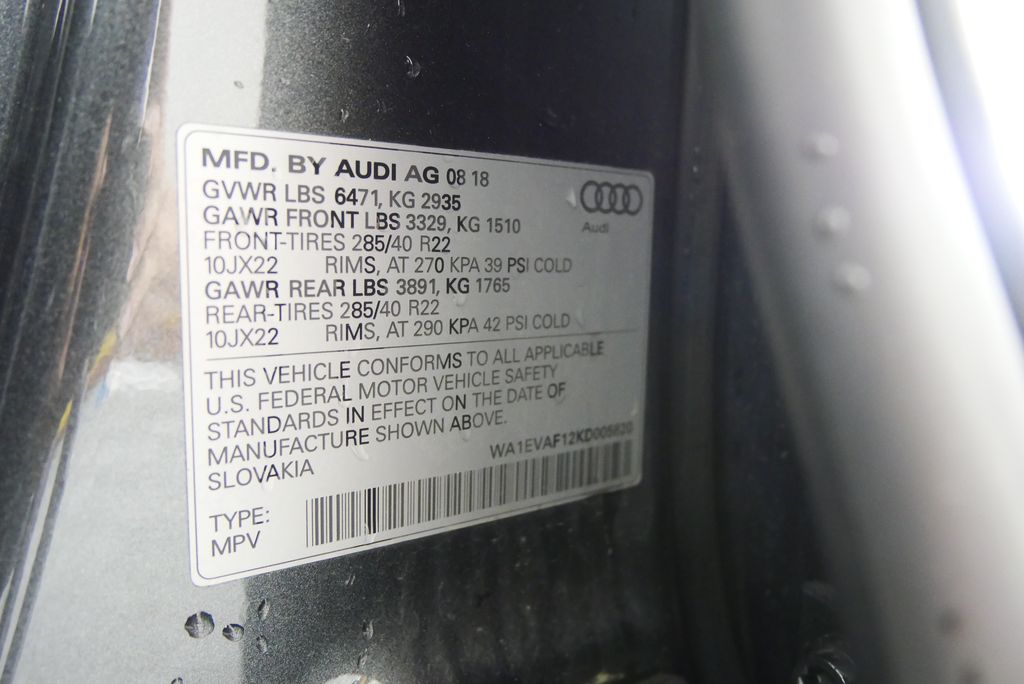 MFD. BY AUDI AG 08 18
GVWR LBS 6471, KG 2935
GAWR FRONT LBS 3329, KG 1510
FRONT-TIRES 285/40 R22
10JX22 RIMS, AT 270 KPA 39 PSI COLD
GAWR REAR LBS 3891, KG 1765
REAR-TIRES 285/40 R22
10JX22 RIMS, AT 290 KPA 42 PSI COLD
Audi
THIS VEHICLE CONFORMS TO ALL APPLICABLE
U.S. FEDERAL MOTOR VEHICLE SAFETY
STANDARDS IN EFFECT ON THE DATE OF
MANUFACTURE SHOWN ABOVE.
SLOVAKIA
TYPE:
MPV